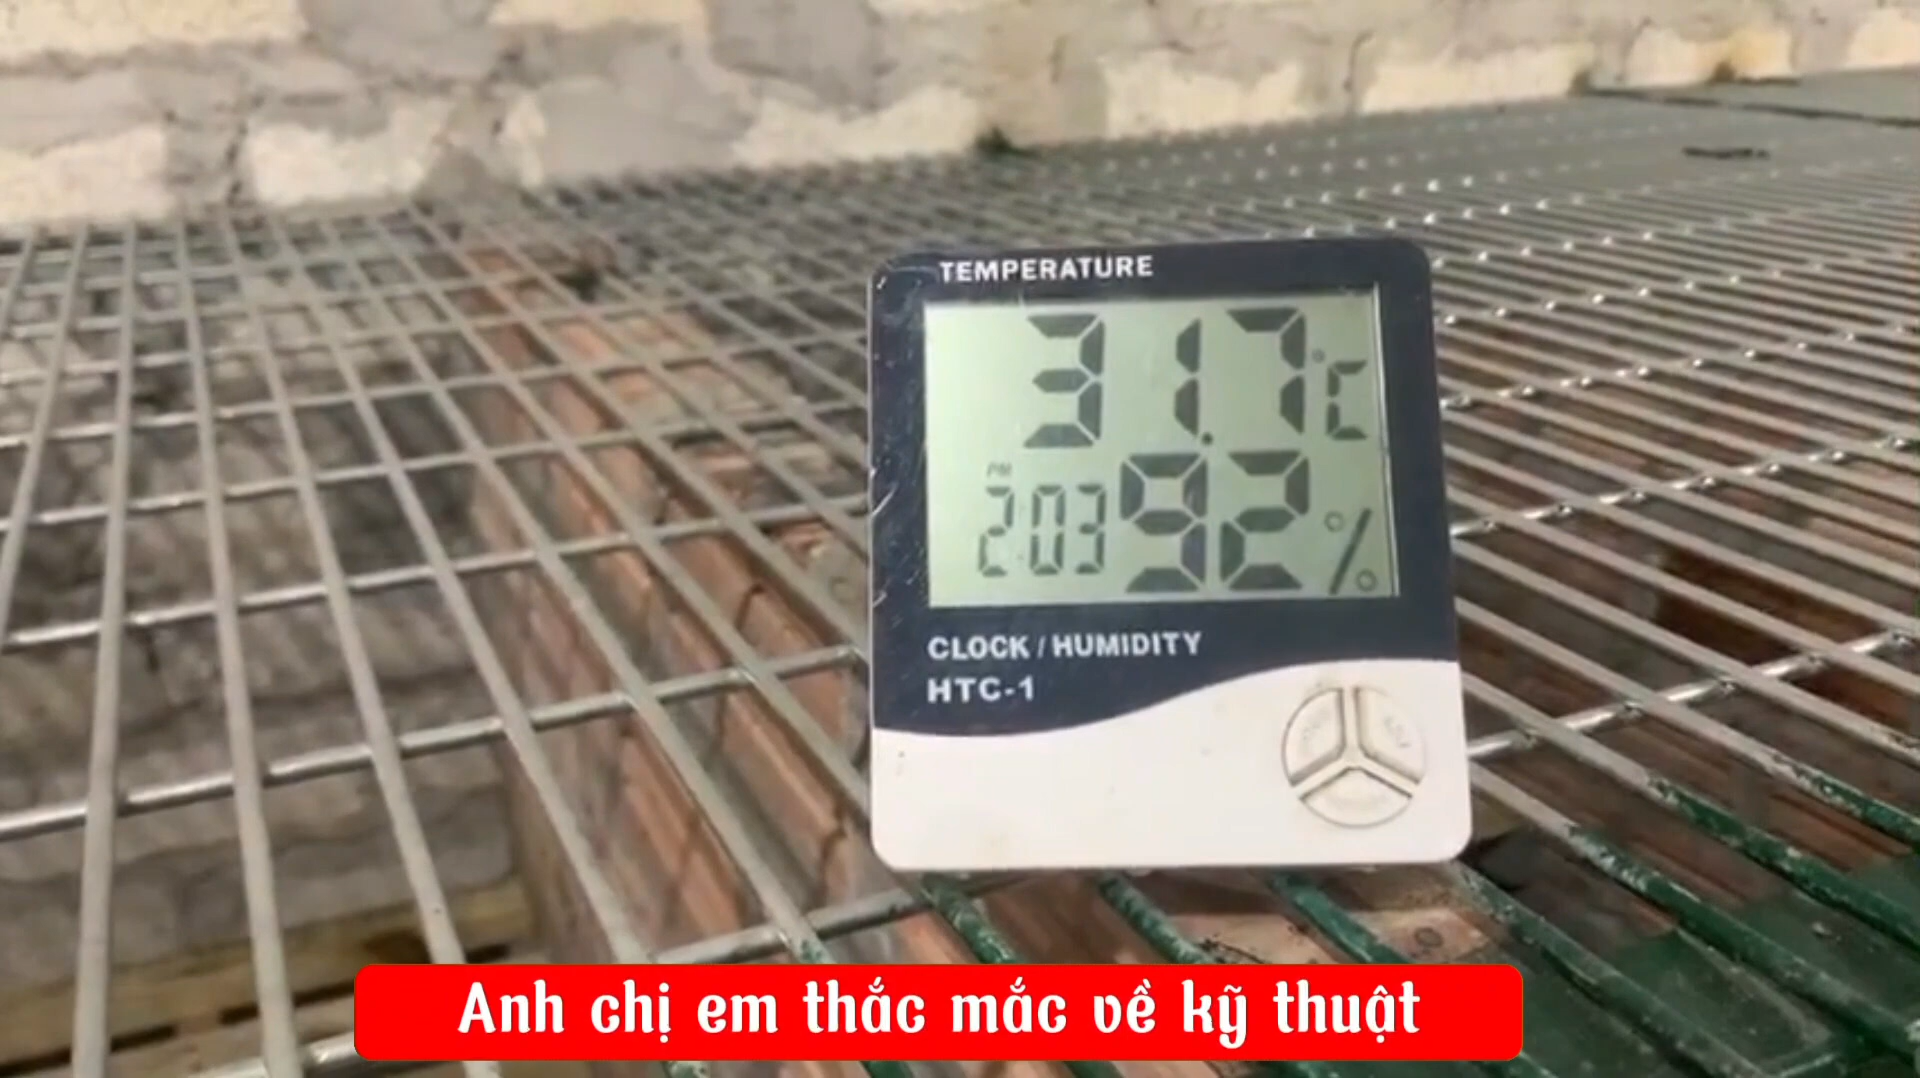 TEMPERATURE
31.7°C
PM
2:03 92%
CLOCK / HUMIDITY
HTC-1
Anh chị em thắc mắc về kỹ thuật